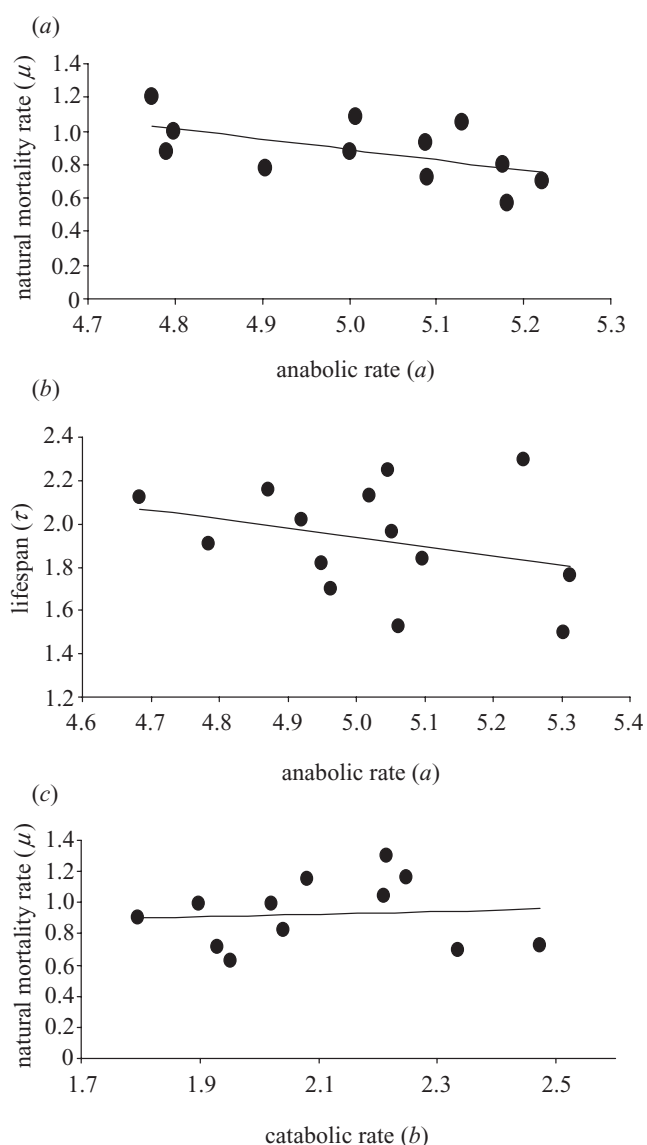 (a)
natural mortality rate (μ)
1.4
1.2
1.0
0.8
0.6
0.4
0.2
0
4.7 4.8 4.9 5.0 5.1 5.2 5.3
anabolic rate (a)
(b)
lifespan (τ)
2.4
2.2
2.0
1.8
1.6
1.4
1.2
4.6 4.7 4.8 4.9 5.0 5.1 5.2 5.3 5.4
anabolic rate (a)
(c)
natural mortality rate (μ)
1.4
1.2
1.0
0.8
0.6
0.4
0.2
0
1.7 1.9 2.1 2.3 2.5
catabolic rate (b)